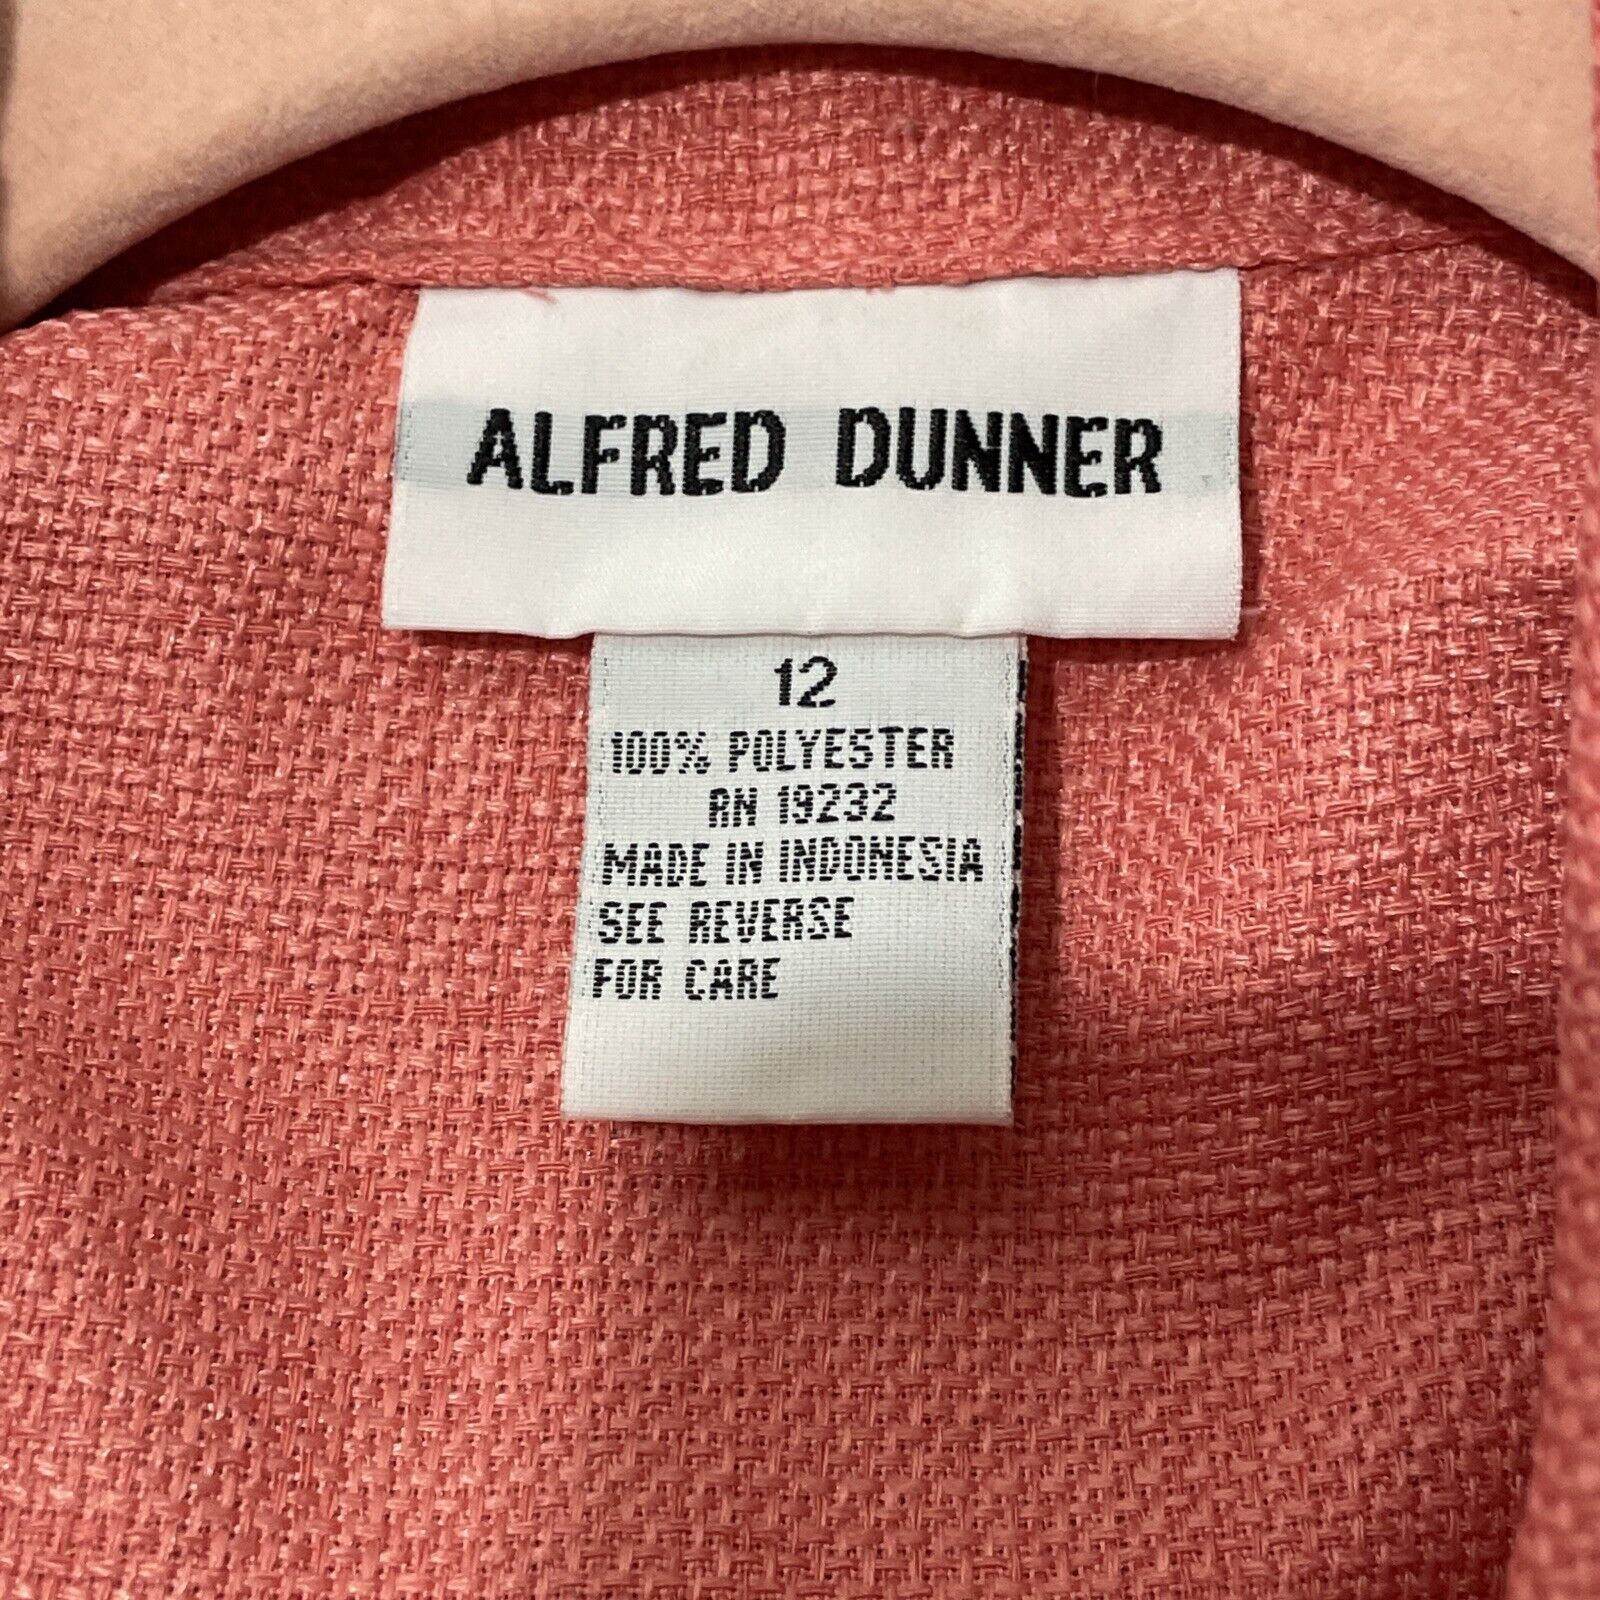 ALFRED DUNNER
12
100% POLYESTER
RN 19232
MADE IN INDONESIA
SEE REVERSE
FOR CARE